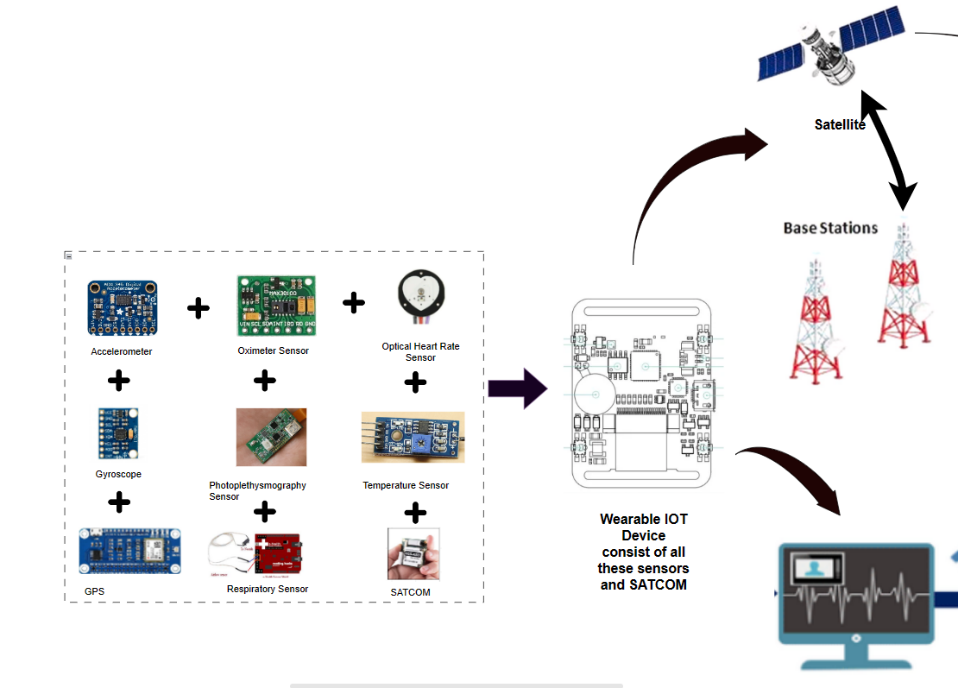 Satellite
Base Stations
Accelerometer
Oximeter Sensor
Optical Heart Rate
Sensor
Gyroscope
Photoplethysmography
Sensor
Temperature Sensor
GPS
Respiratory Sensor
SATCOM
Wearable IOT
Device
consist of all
these sensors
and SATCOM